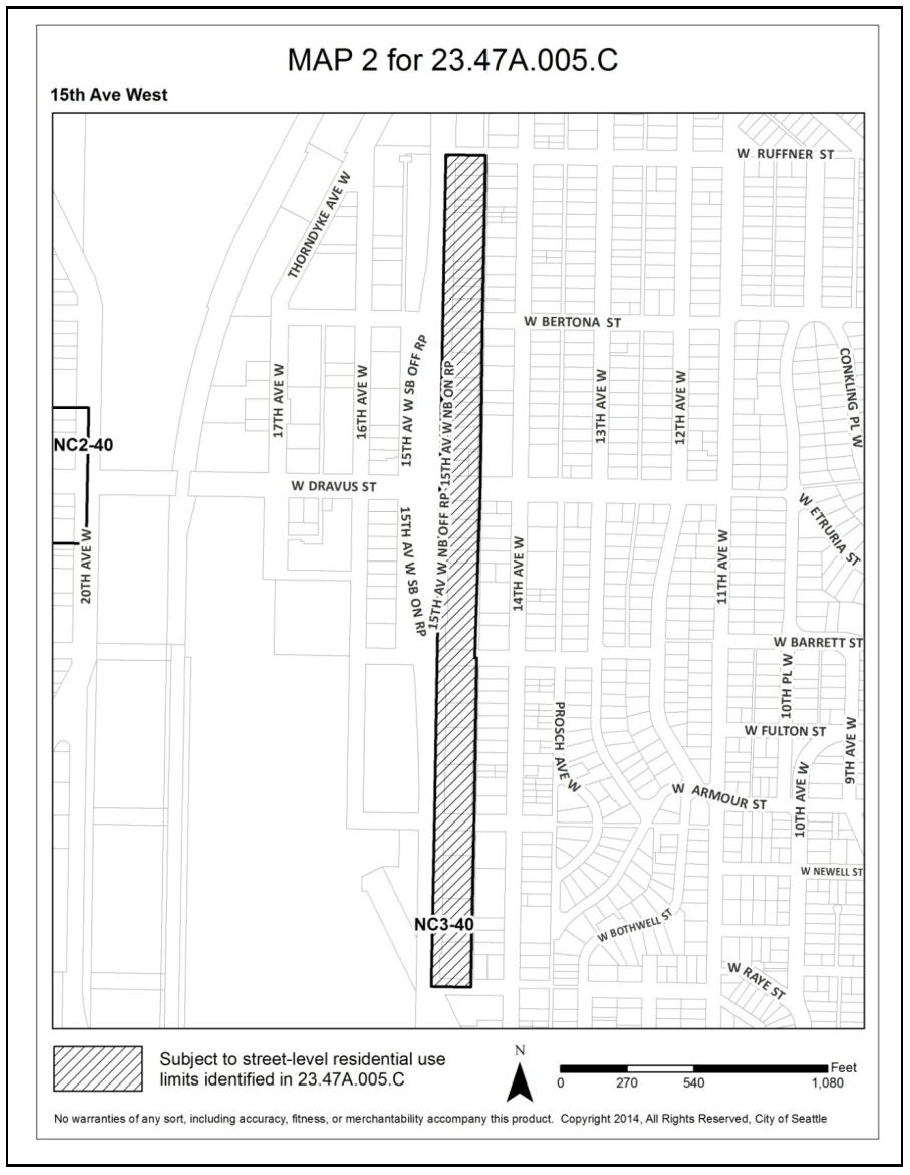 MAP 2 for 23.47A.005.C
15th Ave West
W RUFFNER ST
THORNDYKE AVE W
W BERTONA ST
15TH AV W SB OFF RP
CONKLING PL W
17TH AVE W
16TH AVE W
15TH AV W NB ON RP
13TH AVE W
12TH AVE W
NC2-40
W DRAVUS ST
15TH AV W NB OFF RP
W ETRURIA ST
20TH AVE W
15TH AV W SB ON RP
14TH AVE W
11TH AVE W
W BARRETT ST
10TH PL W
PROSCH AVE W
W FULTON ST
9TH AVE W
W ARMOUR ST
10TH AVE W
W NEWELL ST
NC3-40
W BOTHWELL ST
W RAYE ST
Subject to street-level residential use
limits identified in 23.47A.005.C
N
Feet
0 270 540 1,080
No warranties of any sort, including accuracy, fitness, or merchantability accompany this product. Copyright 2014, All Rights Reserved, City of Seattle